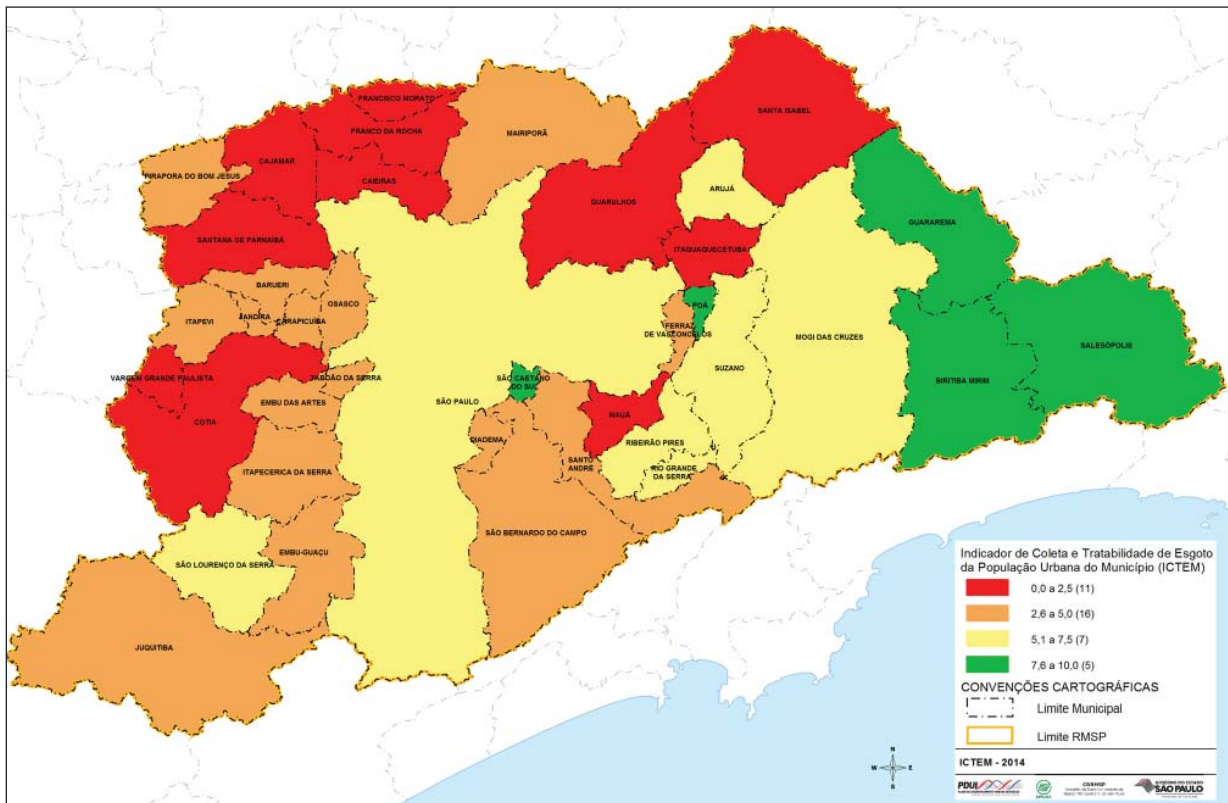 FRANCISCO MORATO
SANTA ISABEL
FRANCO DA ROCHA
MAIRIPORÃ
CAJAMAR
PIRAPORA DO BOM JESUS
CAIEIRAS
ARUJÁ
GUARULHOS
GUARAREMA
SANTANA DE PARNAÍBA
ITAQUAQUECETUBA
BARUERI
OSASCO
POÁ
ITAPEVI
JANDIRA
CARAPICUÍBA
FERRAZ
DE VASCONCELOS
MOGI DAS CRUZES
SALESÓPOLIS
SUZANO
BIRITIBA MIRIM
VARGEM GRANDE PAULISTA
TABOÃO DA SERRA
SÃO CAETANO
DO SUL
EMBU DAS ARTES
SÃO PAULO
COTIA
MAUÁ
DIADEMA
RIBEIRÃO PIRES
SANTO
ANDRÉ
ITAPECERICA DA SERRA
RIO GRANDE
DA SERRA
SÃO BERNARDO DO CAMPO
EMBU-GUAÇU
SÃO LOURENÇO DA SERRA
JUQUITIBA
Indicador de Coleta e Tratabilidade de Esgoto
da População Urbana do Município (ICTEM)
0,0 a 2,5 (11)
2,6 a 5,0 (16)
5,1 a 7,5 (7)
7,6 a 10,0 (5)
CONVENÇÕES CARTOGRÁFICAS
Limite Municipal
Limite RMSP
N
W E
S
ICTEM - 2014
PDUI
GOVERNO DO ESTADO
SÃO PAULO